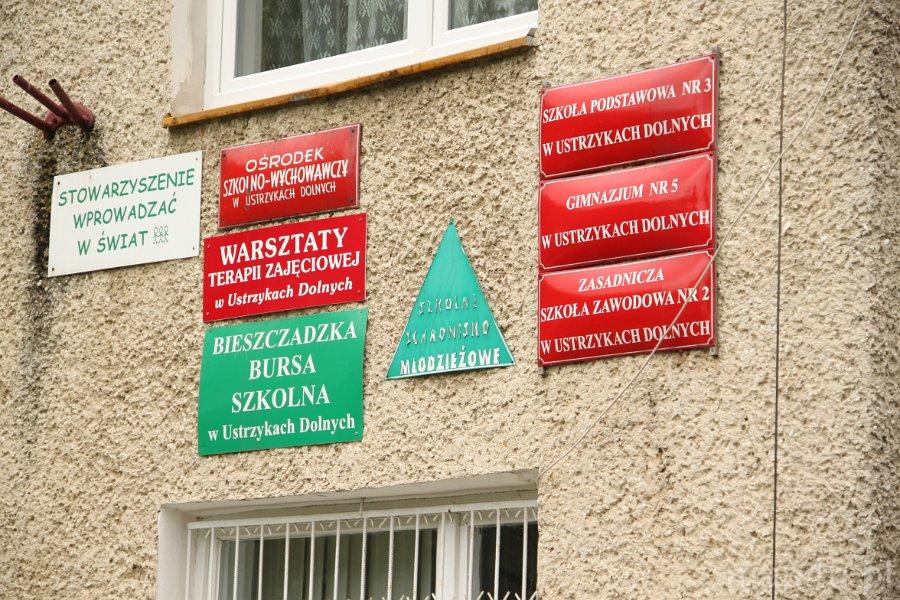 STOWARZYSZENIE
WPROWADZAĆ
W ŚWIAT
OŚRODEK
SZKOLNO-WYCHOWAWCZY
W USTRZYKACH DOLNYCH
WARSZTATY
TERAPII ZAJĘCIOWEJ
w Ustrzykach Dolnych
BIESZCZADZKA
BURSA
SZKOLNA
w Ustrzykach Dolnych
SZKOLNE
SCHRONISKO
MŁODZIEŻOWE
SZKOŁA PODSTAWOWA NR 3
W USTRZYKACH DOLNYCH
GIMNAZJUM NR 5
W USTRZYKACH DOLNYCH
ZASADNICZA
SZKOŁA ZAWODOWA NR 2
W USTRZYKACH DOLNYCH